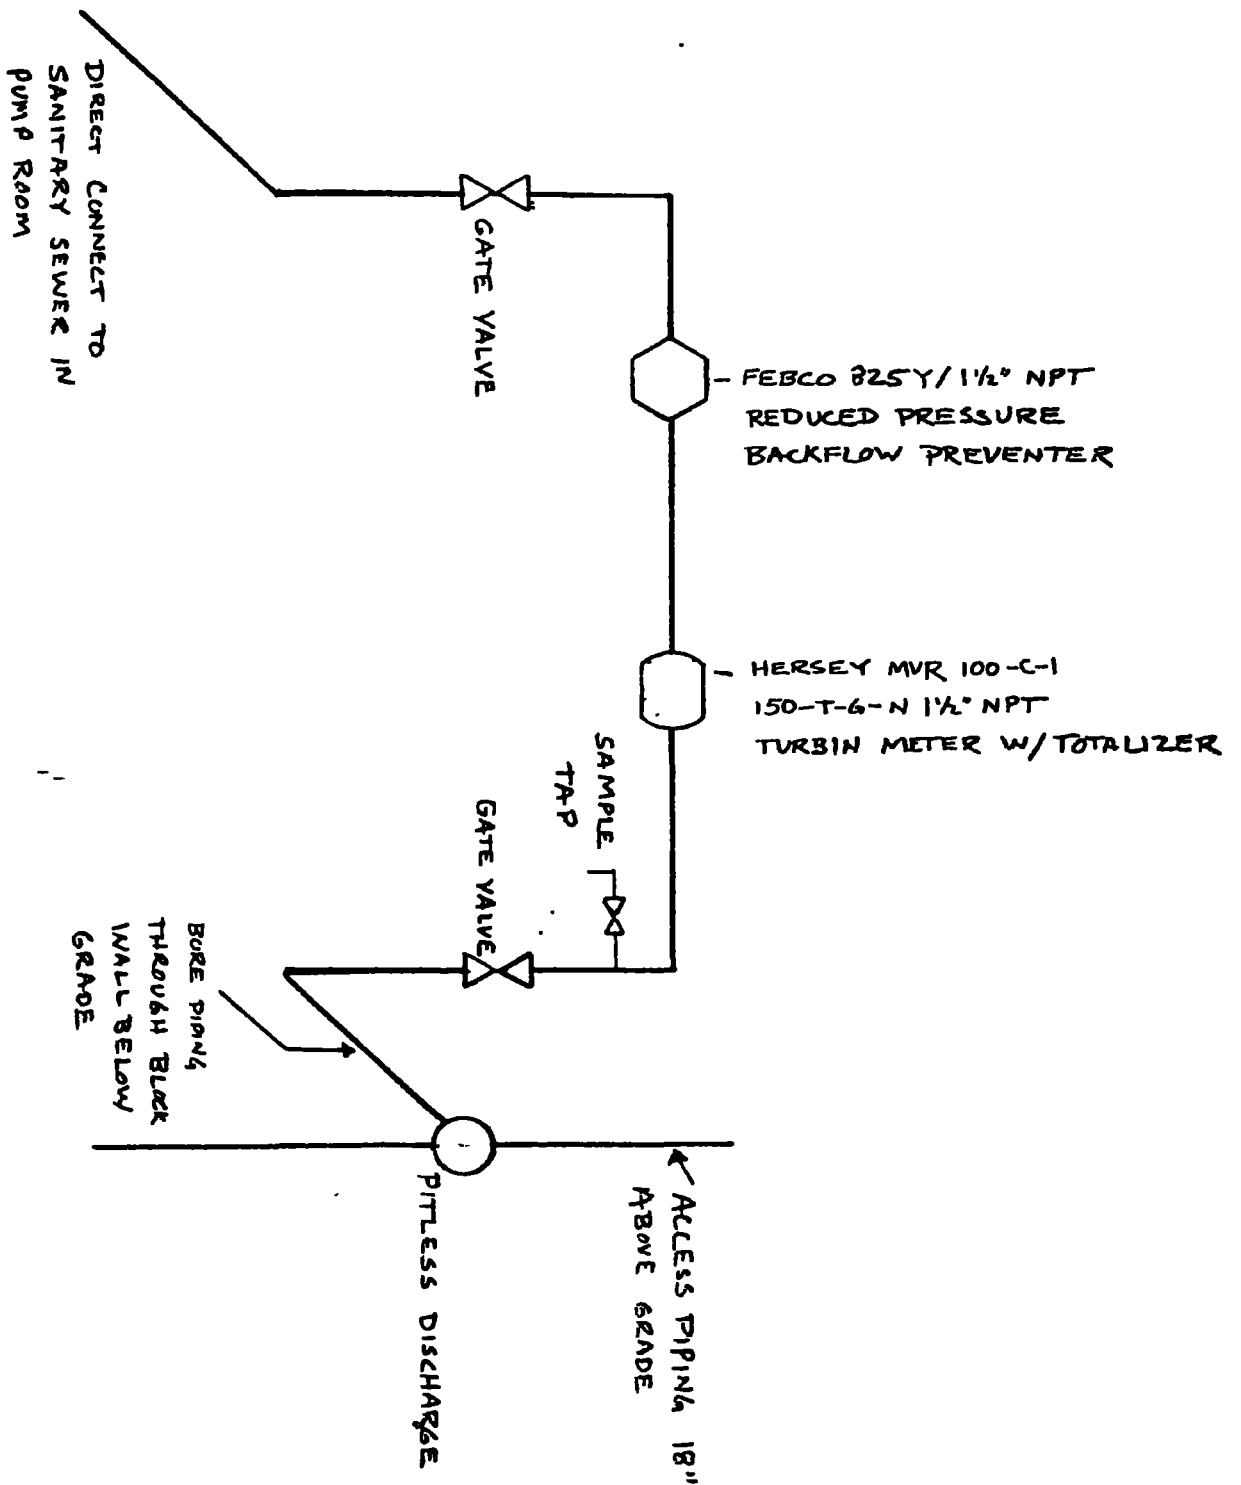 DIRECT CONNECT TO
SANITARY SEWER IN
PUMP ROOM
GATE VALVE
FEBCO 825Y/1½" NPT
REDUCED PRESSURE
BACKFLOW PREVENTER
HERSEY MVR 100-C-1
150-T-G-N 1½" NPT
TURBIN METER W/TOTALIZER
SAMPLE
TAP
GATE VALVE
BORE PIPING
THROUGH BLOCK
WALL BELOW
GRADE
PITLESS DISCHARGE
ACCESS PIPING 18"
ABOVE GRADE